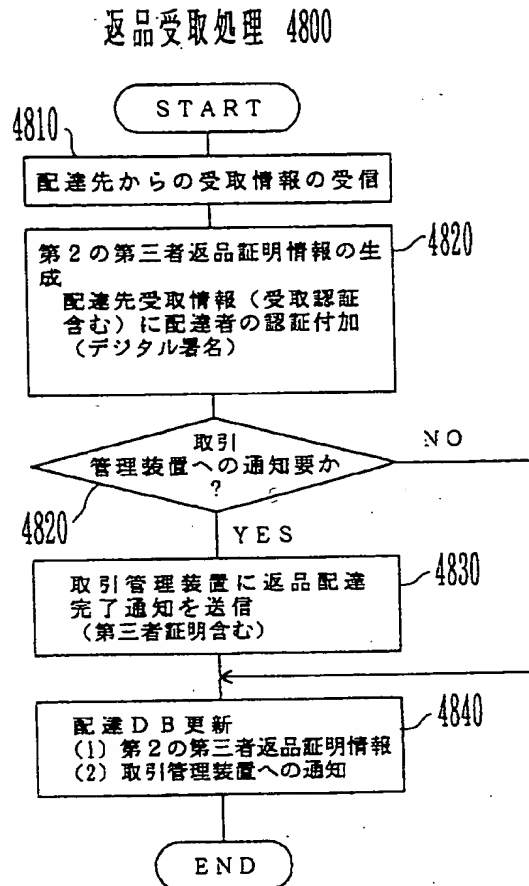 返品受取処理 4800
START
4810
配達先からの受取情報の受信
4820
第2の第三者返品証明情報の生
成
配達先受取情報（受取認証
含む）に配達者の認証付加
（デジタル署名）
取引
管理装置への通知要か
?
NO
4820
YES
4830
取引管理装置に返品配達
完了通知を送信
（第三者証明含む）
4840
配達DB更新
(1) 第2の第三者返品証明情報
(2) 取引管理装置への通知
END